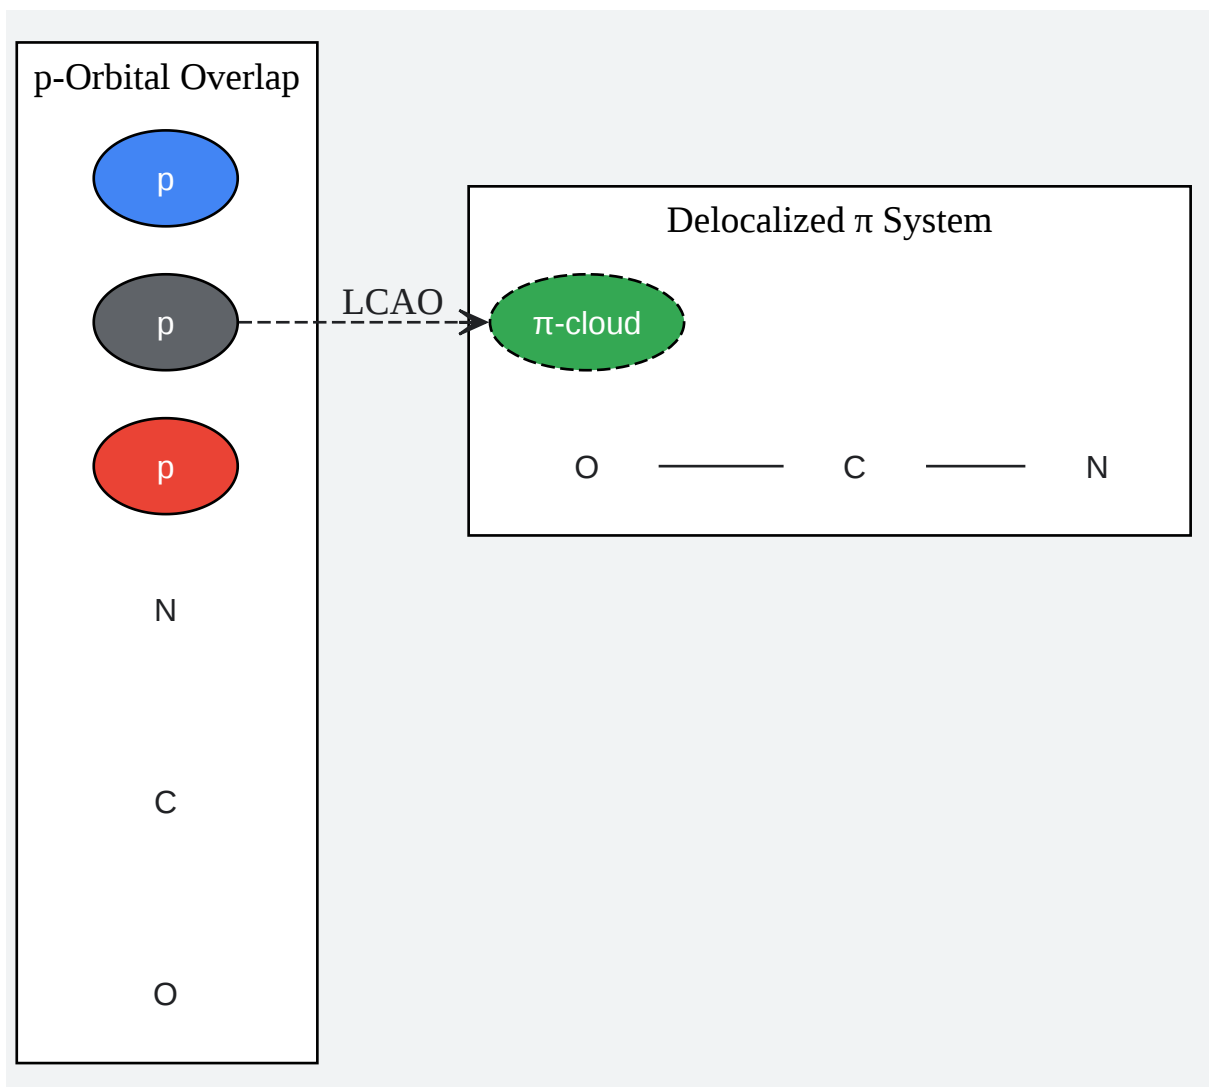 p-Orbital Overlap
p
p
p
N
C
O
LCAO
Delocalized π System
π-cloud
O C N